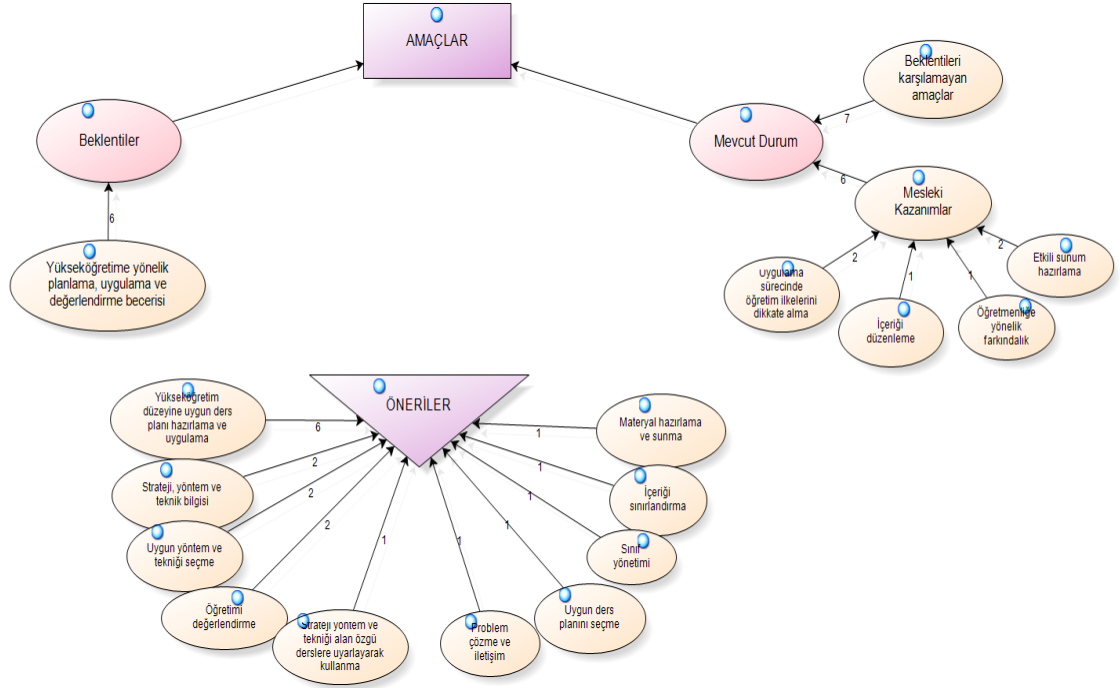 AMAÇLAR
Beklentiler
6
Yükseköğretime yönelik
planlama, uygulama ve
değerlendirme becerisi
Mevcut Durum
Beklentileri
karşılamayan
amaçlar
7
6
Mesleki
Kazanımlar
2
Uygulama
sürecinde
öğretim ilkelerini
dikkate alma
1
İçeriği
düzenleme
1
Öğretmenliğe
yönelik
farkındalık
2
Etkili sunum
hazırlama
ÖNERİLER
Yükseköğretim
düzeyine uygun ders
planı hazırlama ve
uygulama
6
Strateji, yöntem ve
teknik bilgisi
2
Uygun yöntem ve
tekniği seçme
2
Öğretimi
değerlendirme
2
Strateji yöntem ve
tekniği alan özgü
derslere uyarlayarak
kullanma
1
Problem
çözme ve
iletişim
1
Uygun ders
planını seçme
1
Sınıf
yönetimi
1
İçeriği
sınırlandırma
1
Materyal hazırlama
ve sunma
1